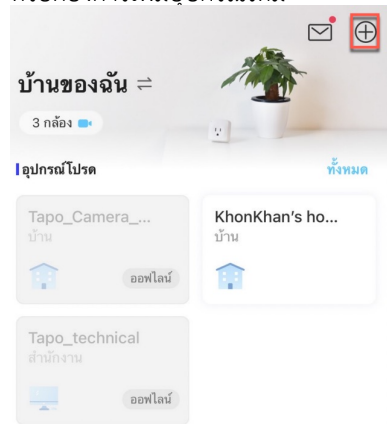 บ้านของฉัน
3 กล้อง
อุปกรณ์โปรด
ทั้งหมด
Tapo_Camera_...
บ้าน
ออฟไลน์
KhonKhan's ho...
บ้าน
Tapo_technical
สำนักงาน
ออฟไลน์